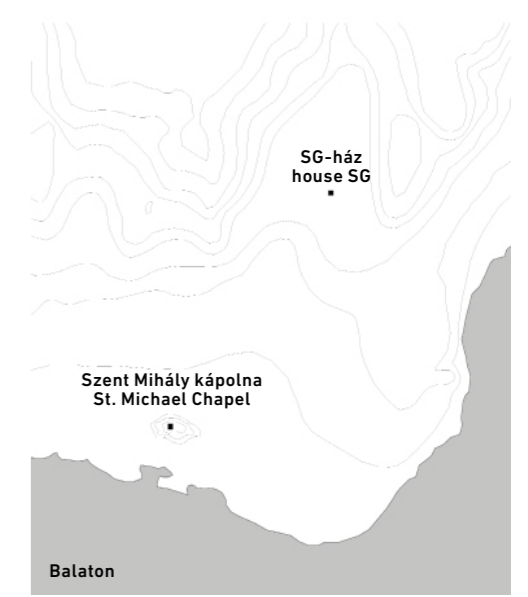 SG-ház
house SG
Szent Mihály kápolna
St. Michael Chapel
Balaton